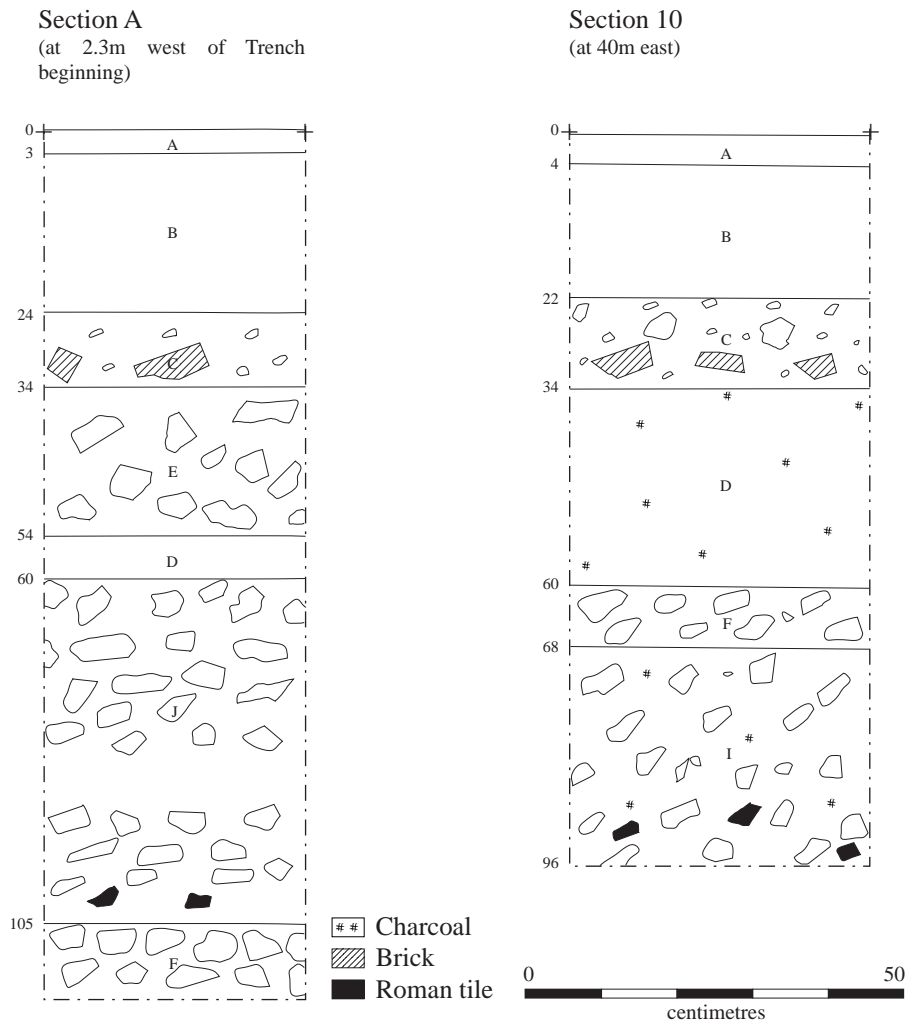 Section A
(at 2.3m west of Trench
beginning)
0
A
3
B
24
C
34
E
54
D
60
J
105
F
Section 10
(at 40m east)
0
A
4
B
22
C
34
D
60
F
68
I
96
# # Charcoal
Brick
Roman tile
0 50
centimetres